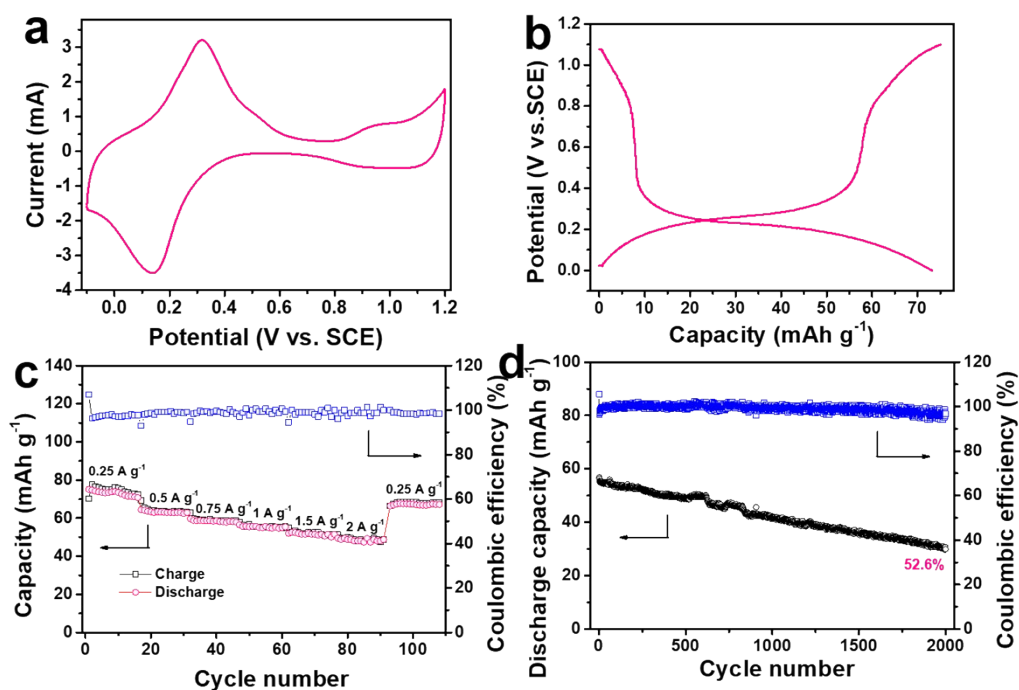 a
Current (mA)
3
2
1
0
-1
-2
-3
-4
0.0 0.2 0.4 0.6 0.8 1.0 1.2
Potential (V vs. SCE)
b
Potential (V vs.SCE)
1.2
1.0
0.8
0.6
0.4
0.2
0.0
0 10 20 30 40 50 60 70
Capacity (mAh g⁻¹)
c
Capacity (mAh g⁻¹)
140
120
100
80
60
40
20
0
0 20 40 60 80 100
Cycle number
0.25 A g⁻¹
0.5 A g⁻¹
0.75 A g⁻¹
1 A g⁻¹
1.5 A g⁻¹
2 A g⁻¹
0.25 A g⁻¹
Charge
Discharge
120
100
80
60
40
20
0
Coulombic efficiency (%)
d
Discharge capacity (mAh g⁻¹)
100
80
60
40
20
0
0 500 1000 1500 2000
Cycle number
52.6%
120
100
80
60
40
20
0
Coulombic efficiency (%)